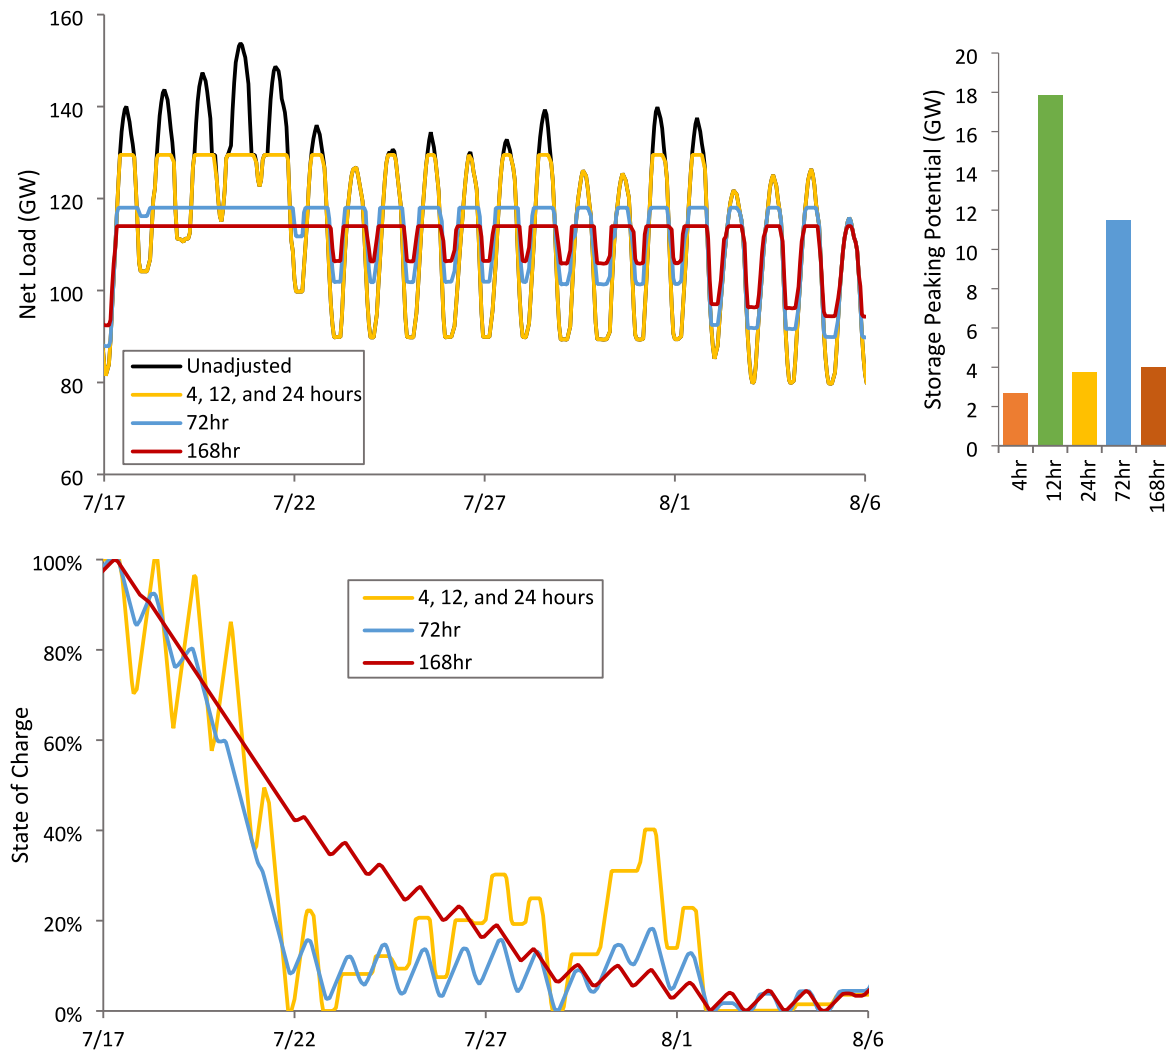 160
140
120
100
80
60
Net Load (GW)
Unadjusted
4, 12, and 24 hours
72hr
168hr
7/17
7/22
7/27
8/1
8/6
20
18
16
14
12
10
8
6
4
2
0
Storage Peaking Potential (GW)
4hr
12hr
24hr
72hr
168hr
100%
80%
60%
40%
20%
0%
State of Charge
4, 12, and 24 hours
72hr
168hr
7/17
7/22
7/27
8/1
8/6